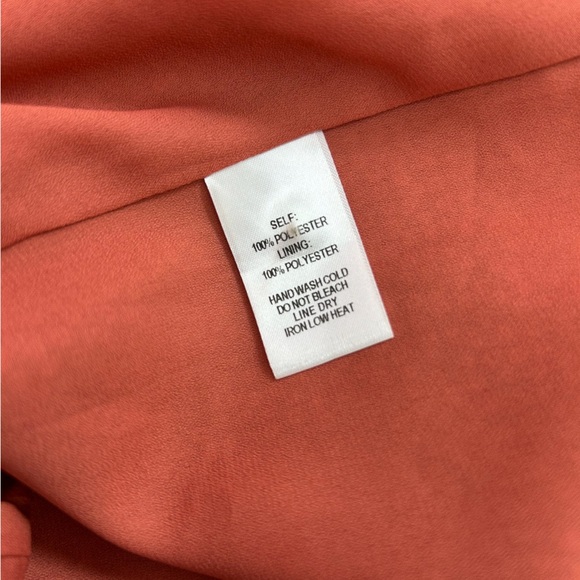 SELF:
100% POLYESTER
LINING:
100% POLYESTER
HAND WASH COLD
DO NOT BLEACH
LINE DRY
IRON LOW HEAT